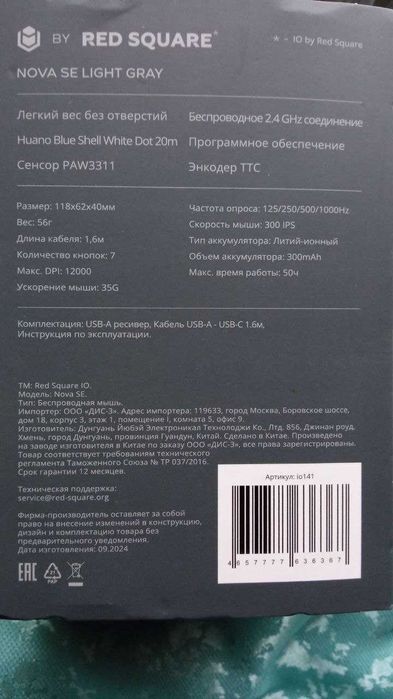 BY RED SQUARE®
* - IO by Red Square
NOVA SE LIGHT GRAY
Легкий вес без отверстий
Беспроводное 2.4 GHz соединение
Huano Blue Shell White Dot 20m
Программное обеспечение
Сенсор PAW3311
Энкодер TTC
Размер: 118x62x40мм
Вес: 56г
Длина кабеля: 1,6м
Количество кнопок: 7
Макс. DPI: 12000
Ускорение мыши: 35G
Частота опроса: 125/250/500/1000Hz
Скорость мыши: 300 IPS
Тип аккумулятора: Литий-ионный
Объем аккумулятора: 300mAh
Макс. время работы: 50ч
Комплектация: USB-A ресивер, Кабель USB-A - USB-C 1.6м,
Инструкция по эксплуатации.
TM: Red Square IO.
Модель: Nova SE.
Тип: Беспроводная мышь.
Импортер: ООО «ДИС-3». Адрес импортера: 119633, город Москва, Боровское шоссе,
дом 18, корпус 3, этаж 1, помещение I, комната 5, офис 9.
Изготовитель: Дунгуань Йюбэй Электроникал Технолоджи Ко., Лтд. 856, Джинан роуд,
Хмень, город Дунгуань, провинция Гуандун, Китай. Сделано в Китае. Произведено
на заводе изготовителя в Китае по заказу ООО «ДИС-3», все права зарегистрированы.
Товар соответствует требованиям технического
регламента Таможенного Союза № ТР 037/2016.
Срок гарантии 12 месяцев.
Техническая поддержка:
service@red-square.org
Фирма-производитель оставляет за собой
право на внесение изменений в конструкцию,
дизайн и комплектацию товара без
предварительного уведомления.
Дата изготовления: 09.2024
EAC
21
PAP
Артикул: io141
4 657777 636367